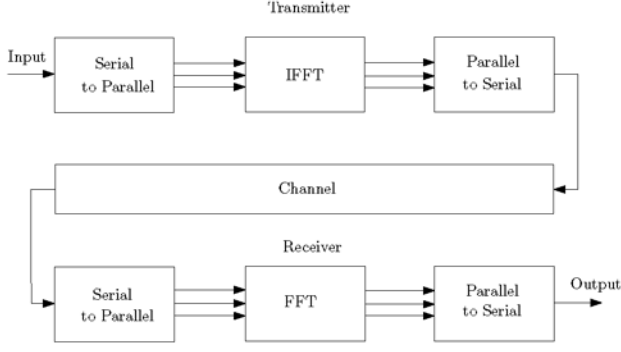 Transmitter
Input
Serial
to Parallel
IFFT
Parallel
to Serial
Channel
Receiver
Serial
to Parallel
FFT
Parallel
to Serial
Output